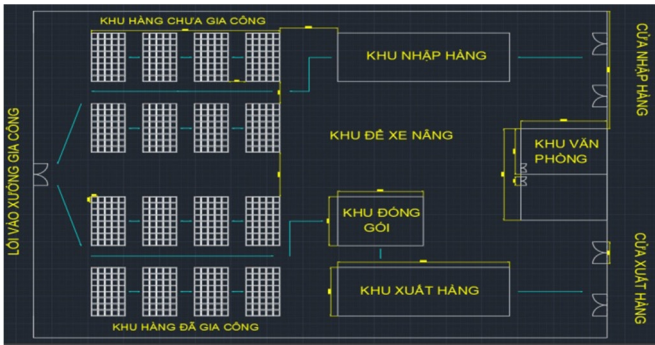 KHU HÀNG CHƯA GIA CÔNG
KHU NHẬP HÀNG
CỬA NHẬP HÀNG
LỐI VÀO XƯỞNG GIA CÔNG
KHU ĐỂ XE NÂNG
KHU VĂN
PHÒNG
KHU ĐÓNG
GÓI
CỬA XUẤT HÀNG
KHU XUẤT HÀNG
KHU HÀNG ĐÃ GIA CÔNG